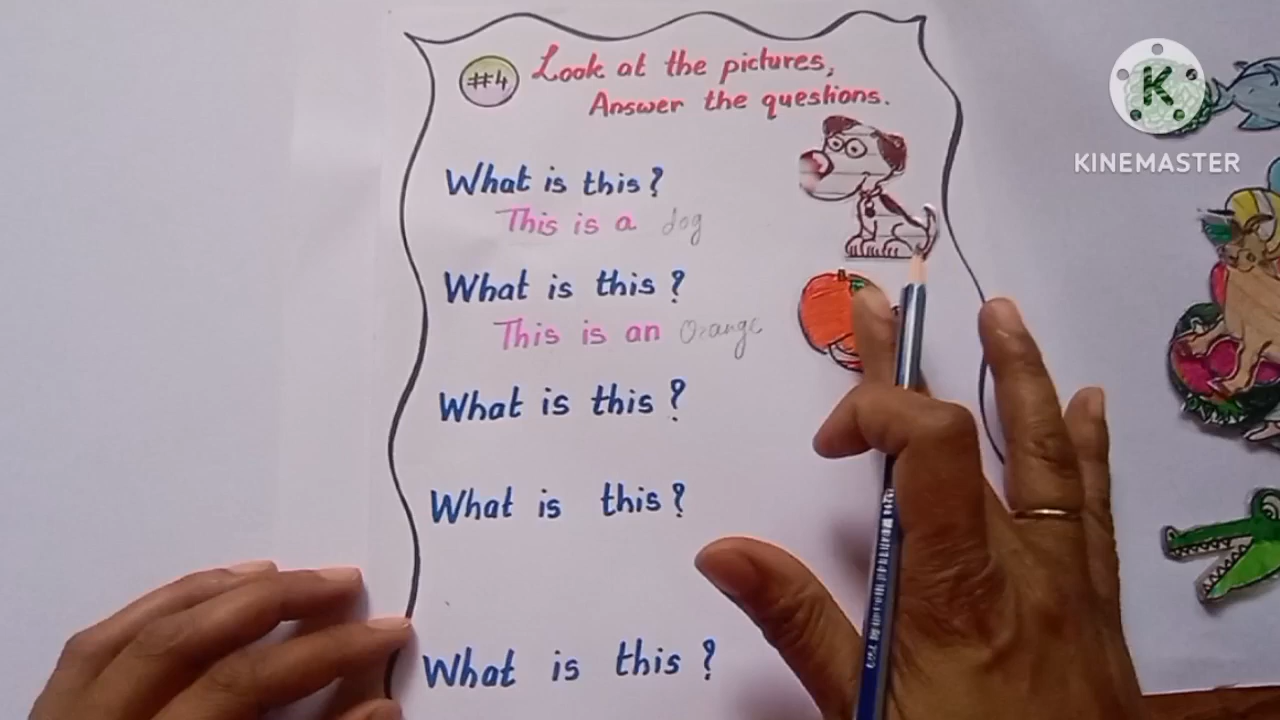 #4 Look at the pictures,
Answer the questions.
What is this?
This is a dog
What is this?
This is an Orange
What is this?
What is this?
What is this?
K
KINEMASTER